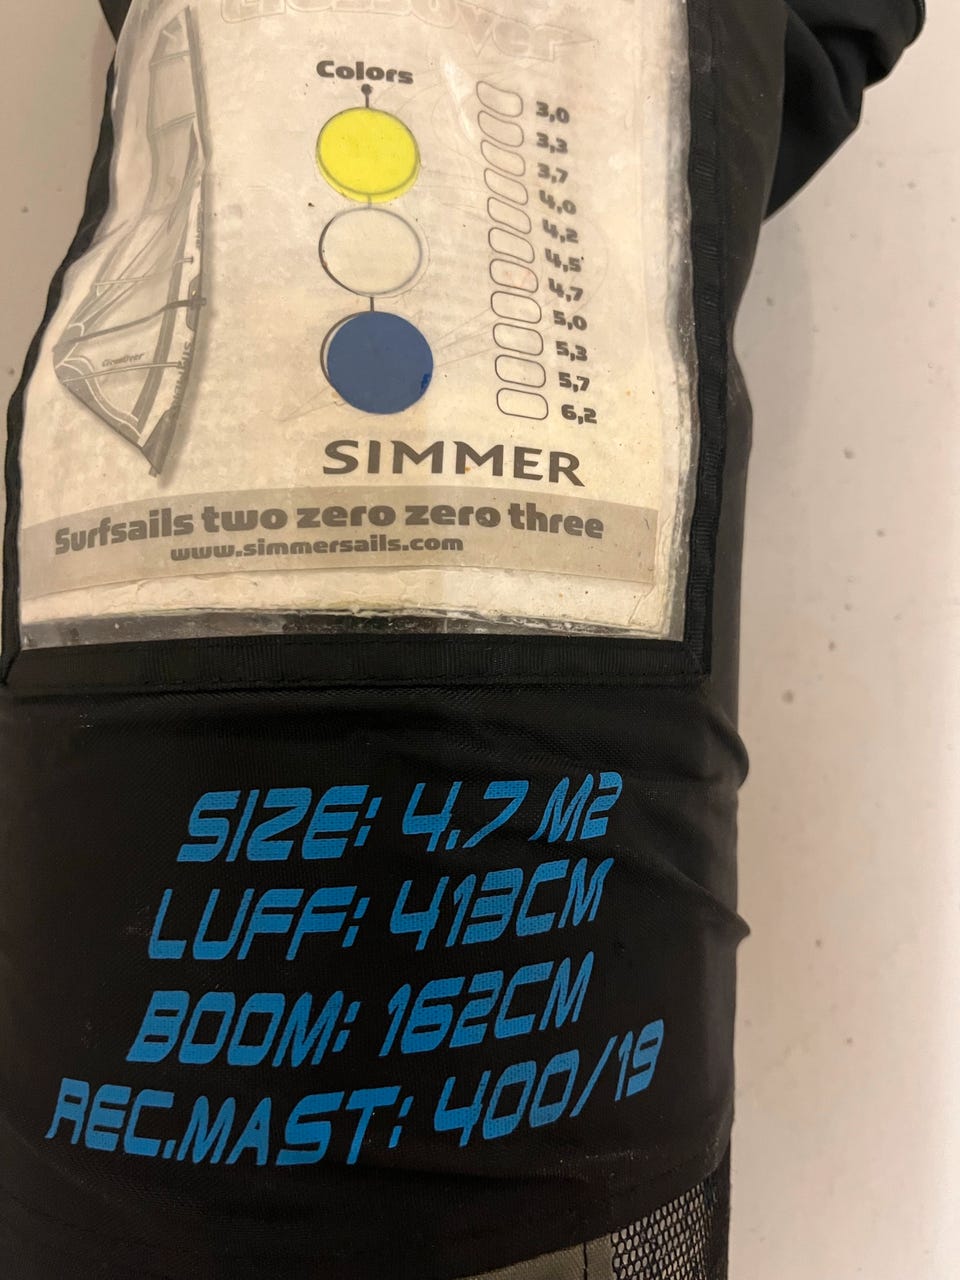 CrossOver
Colors
3,0
3,3
3,7
4,0
4,2
4,5
4,7
5,0
5,3
5,7
6,2
CrossOver
SIMMER
Surfsails two zero zero three
www.simmersails.com
SIZE: 4.7 M2
LUFF: 413CM
BOOM: 162CM
REC.MAST: 400/19